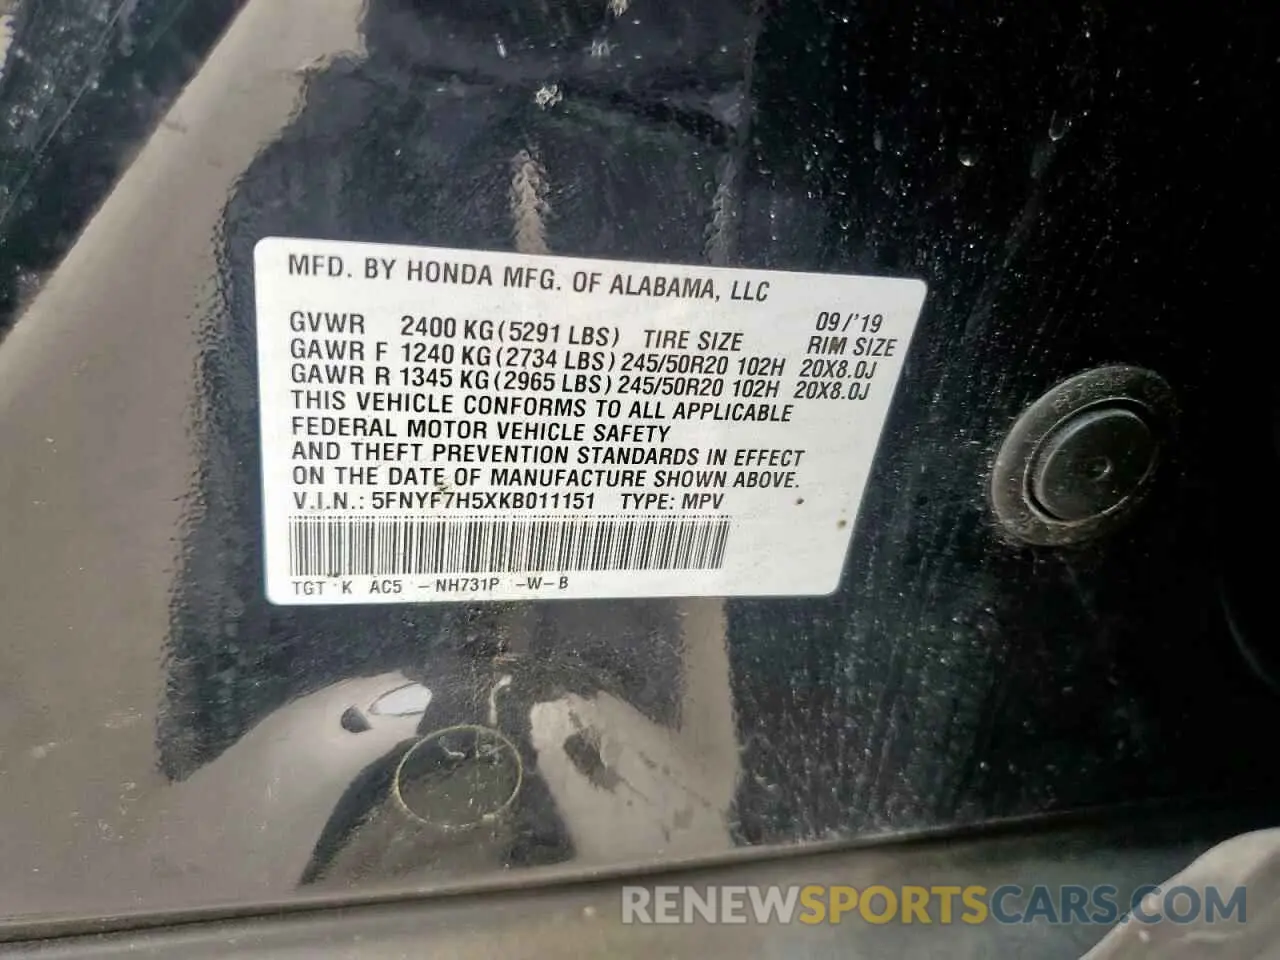 MFD. BY HONDA MFG. OF ALABAMA, LLC
09/'19
GVWR 2400 KG(5291 LBS) TIRE SIZE RIM SIZE
GAWR F 1240 KG(2734 LBS) 245/50R20 102H 20X8.0J
GAWR R 1345 KG(2965 LBS) 245/50R20 102H 20X8.0J
THIS VEHICLE CONFORMS TO ALL APPLICABLE
FEDERAL MOTOR VEHICLE SAFETY
AND THEFT PREVENTION STANDARDS IN EFFECT
ON THE DATE OF MANUFACTURE SHOWN ABOVE.
V.I.N.: 5FNYF7H5XKB011151 TYPE: MPV
TGT K AC5 -NH731P -W-B
RENEWSPORTSCARS.COM